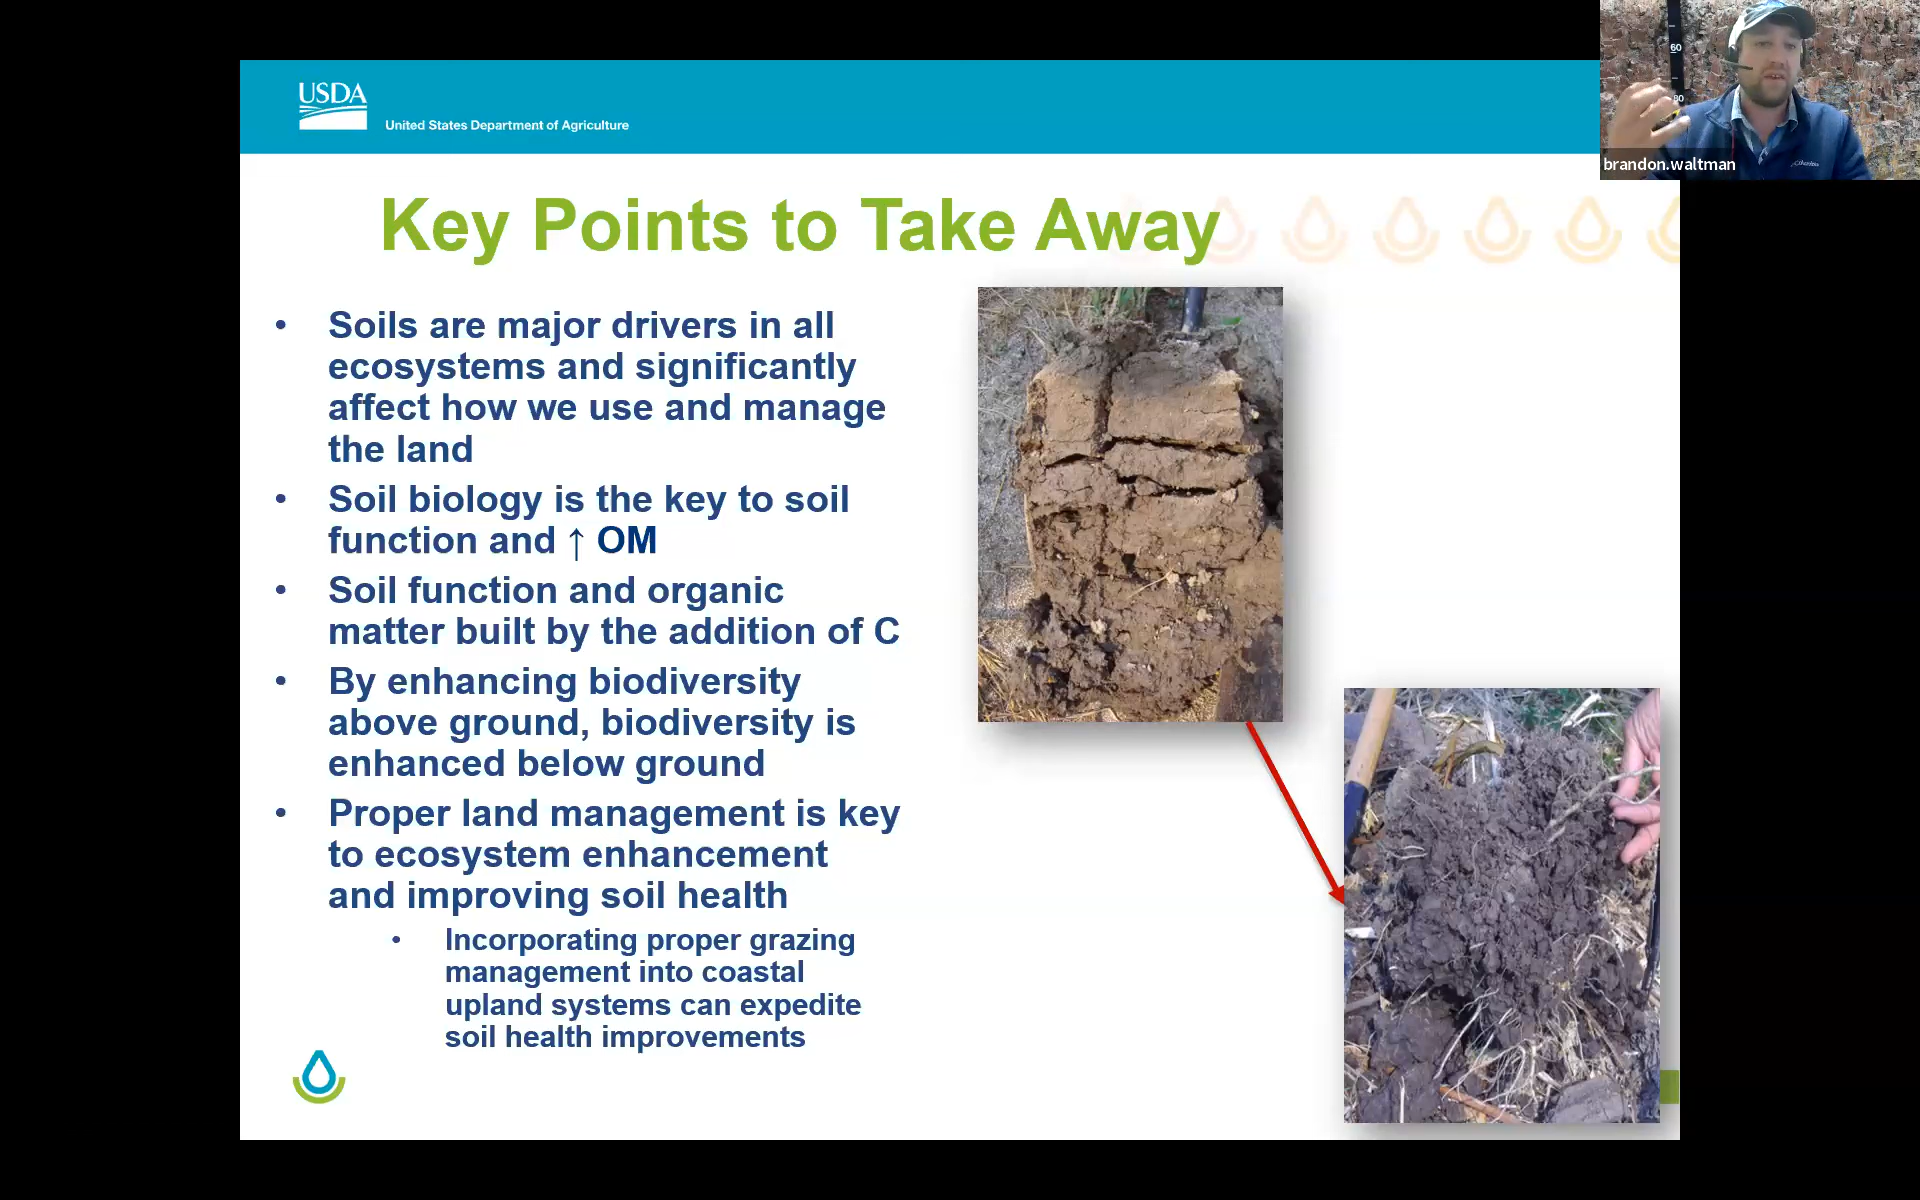 USDA
United States Department of Agriculture
60
80
brandon.waltman
Columbia
Key Points to Take Away
• Soils are major drivers in all
ecosystems and significantly
affect how we use and manage
the land
• Soil biology is the key to soil
function and ↑ OM
• Soil function and organic
matter built by the addition of C
• By enhancing biodiversity
above ground, biodiversity is
enhanced below ground
• Proper land management is key
to ecosystem enhancement
and improving soil health
• Incorporating proper grazing
management into coastal
upland systems can expedite
soil health improvements